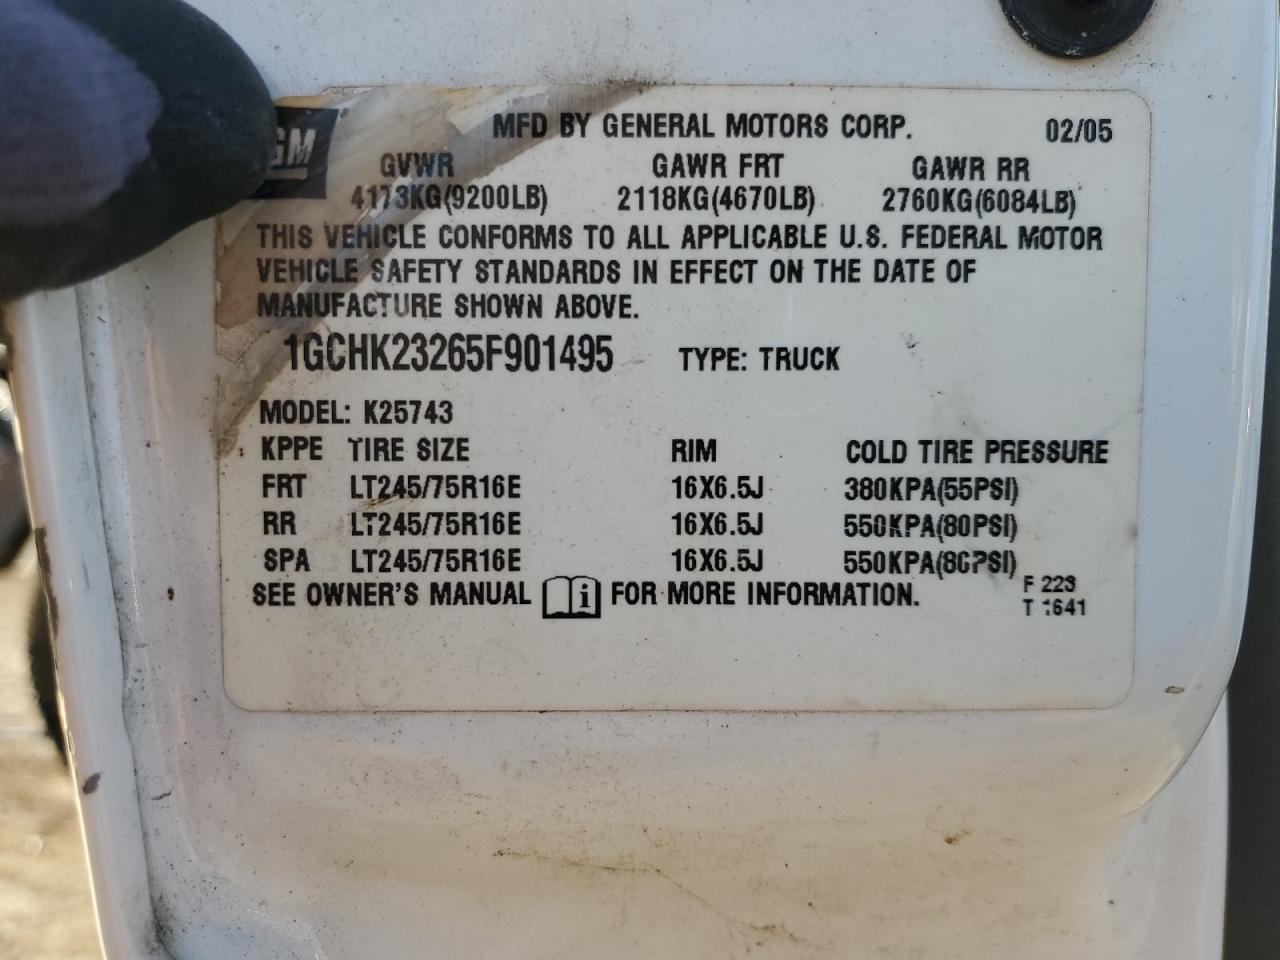 GM
MFD BY GENERAL MOTORS CORP. 02/05
GVWR GAWR FRT GAWR RR
4173KG(9200LB) 2118KG(4670LB) 2760KG(6084LB)
THIS VEHICLE CONFORMS TO ALL APPLICABLE U.S. FEDERAL MOTOR
VEHICLE SAFETY STANDARDS IN EFFECT ON THE DATE OF
MANUFACTURE SHOWN ABOVE.
1GCHK23265F901495 TYPE: TRUCK
MODEL: K25743
KPPE TIRE SIZE RIM COLD TIRE PRESSURE
FRT LT245/75R16E 16X6.5J 380KPA(55PSI)
RR LT245/75R16E 16X6.5J 550KPA(80PSI)
SPA LT245/75R16E 16X6.5J 550KPA(80PSI)
SEE OWNER'S MANUAL i FOR MORE INFORMATION.
F 223
T 1641